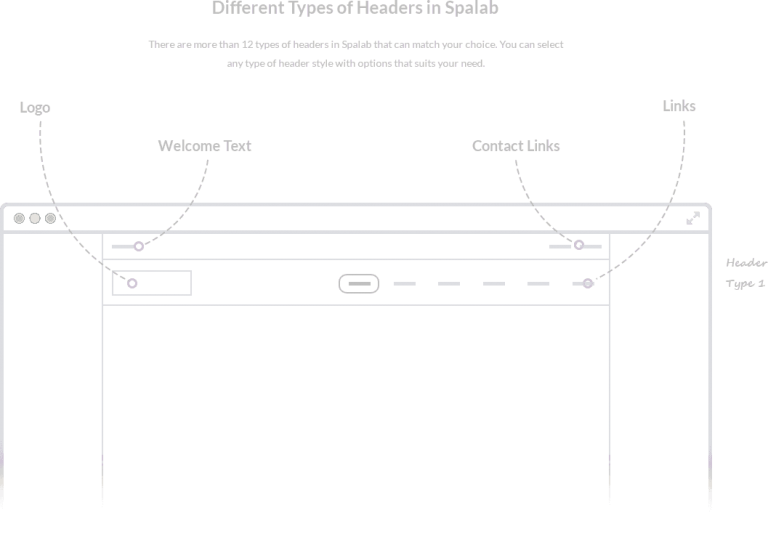 Different Types of Headers in Spalab
There are more than 12 types of headers in Spalab that can match your choice. You can select
any type of header style with options that suits your need.
Logo
Links
Welcome Text
Contact Links
Header
Type 1